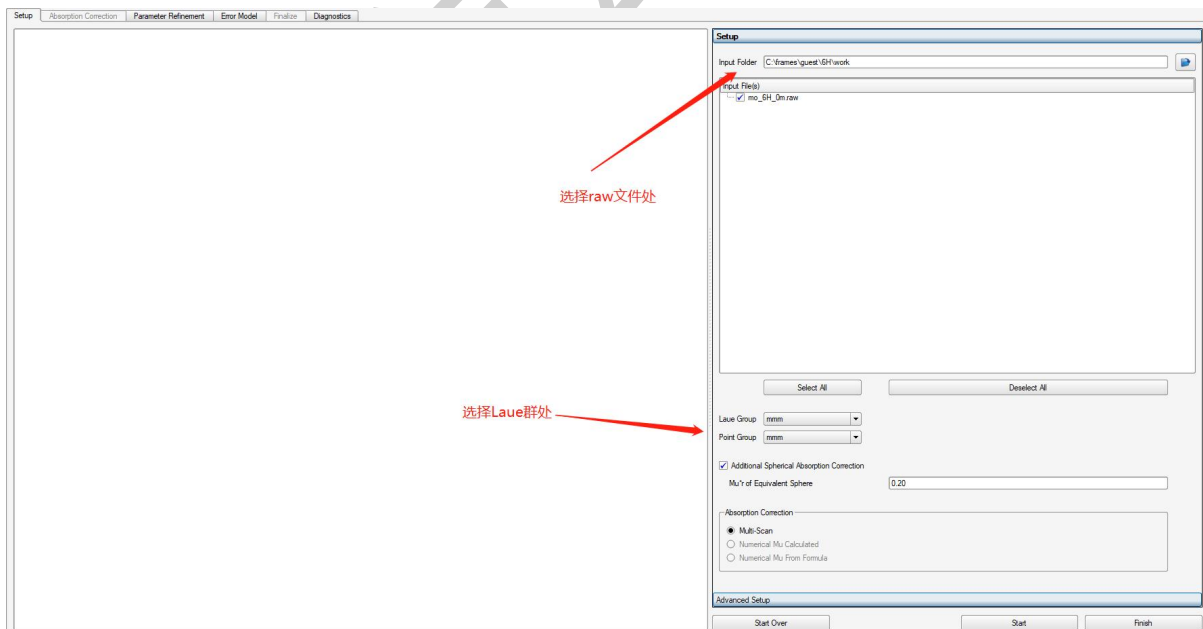 Setup Absorption Correction Parameter Refinement Error Model Finalize Diagnostics
Setup
Input Folder C:\frames\guest\6H\work
Input File(s)
mo_6H_0m.raw
选择raw文件处
Select All Deselect All
选择Laue群处
Laue Group mmm
Point Group mmm
Additional Spherical Absorption Correction
Mu*r of Equivalent Sphere 0.20
Absorption Correction
Multi-Scan
Numerical Mu Calculated
Numerical Mu From Formula
Advanced Setup
Start Over Start Finish